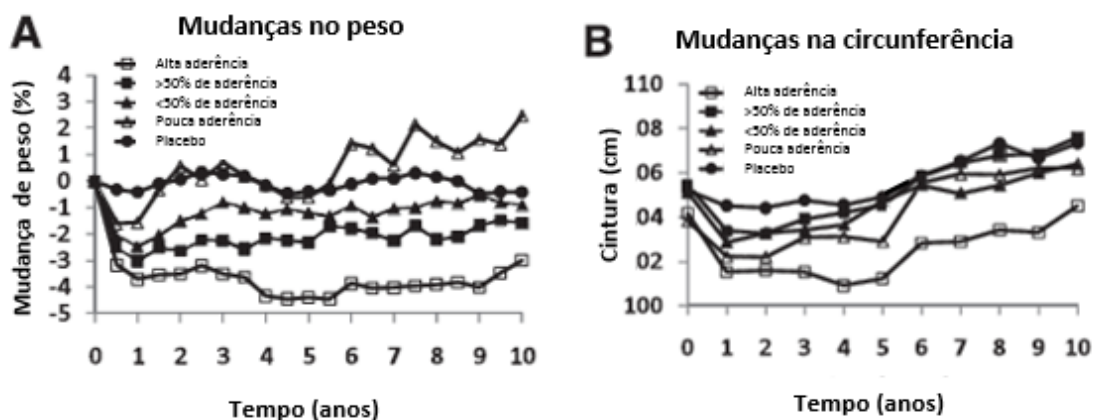 A
Mudanças no peso
Alta aderência
>50% de aderência
<50% de aderência
Pouca aderência
Placebo
Mudança de peso (%)
4
3
2
1
0
-1
-2
-3
-4
-5
0 1 2 3 4 5 6 7 8 9 10
Tempo (anos)
B
Mudanças na circunferência
Alta aderência
>50% de aderência
<50% de aderência
Pouca aderência
Placebo
Cintura (cm)
110
08
06
04
02
100
0 1 2 3 4 5 6 7 8 9 10
Tempo (anos)